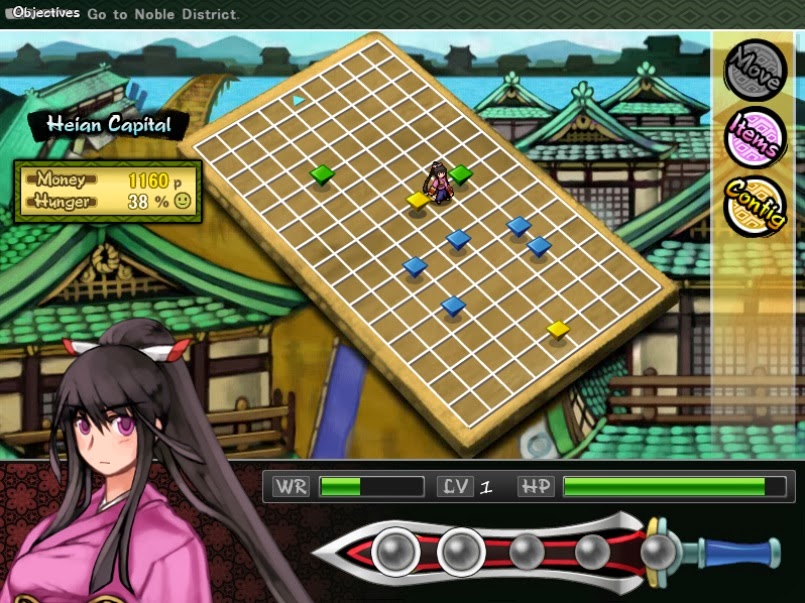 Objectives Go to Noble District.
Heian Capital
Money 1160 p
Hunger 38 %
Move
Items
Config
WR LV 1 HP